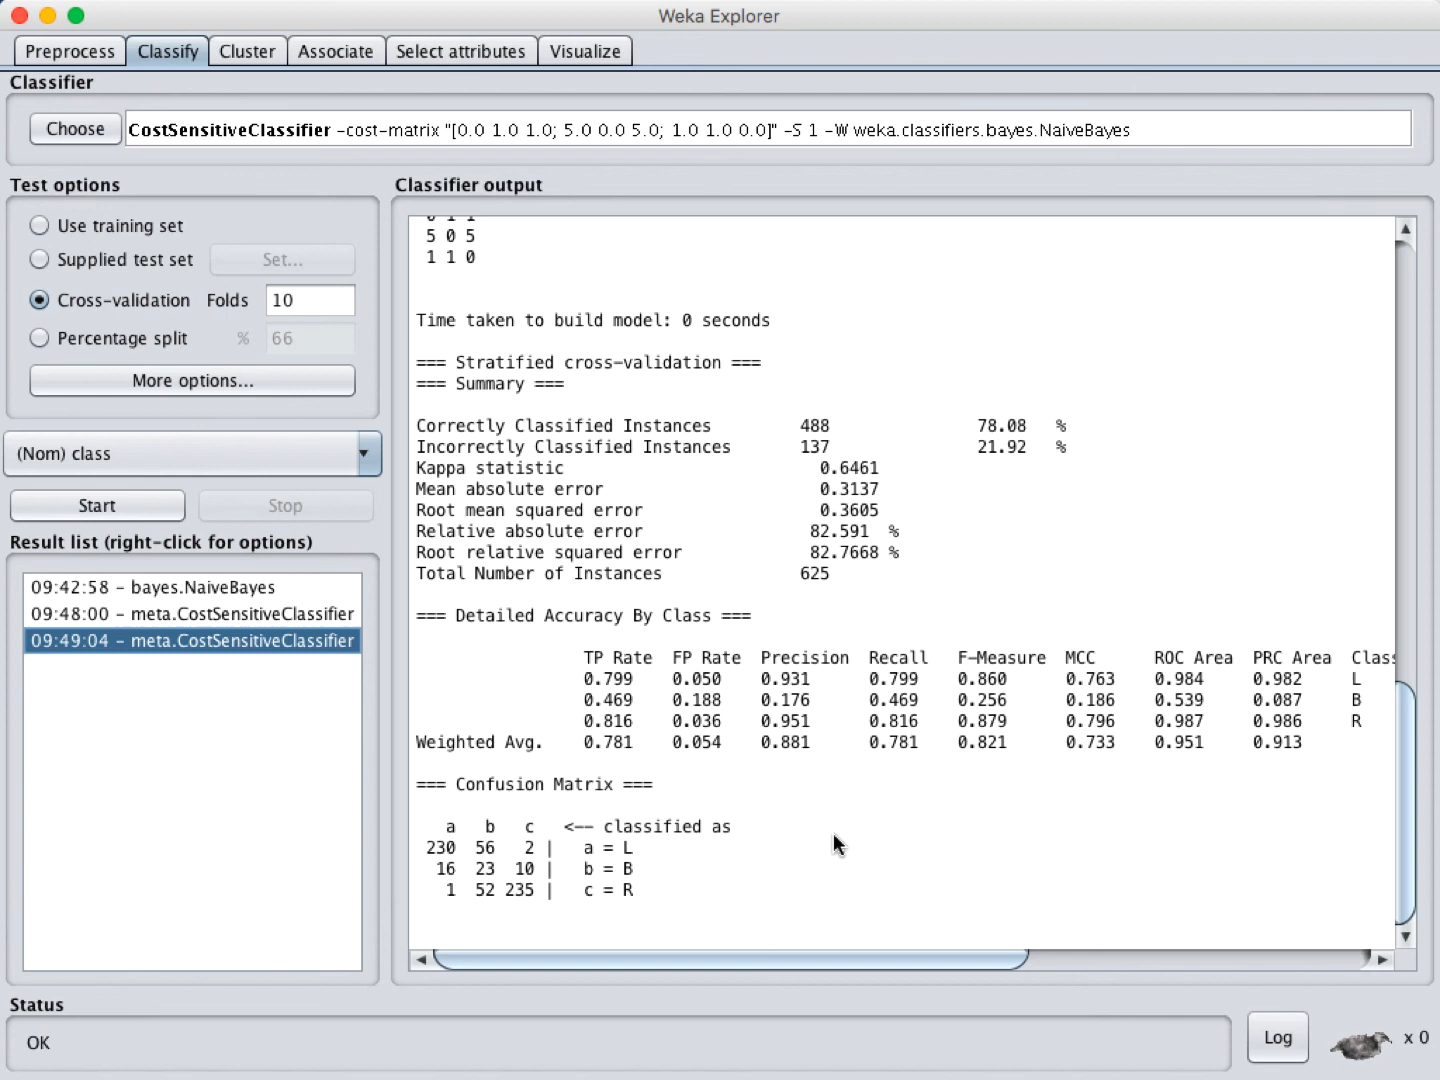 Weka Explorer
Preprocess Classify Cluster Associate Select attributes Visualize
Classifier
Choose CostSensitiveClassifier -cost-matrix "[0.0 1.0 1.0; 5.0 0.0 5.0; 1.0 1.0 0.0]" -S 1 -W weka.classifiers.bayes.NaiveBayes
Test options
Use training set
Supplied test set Set...
Cross-validation Folds 10
Percentage split % 66
More options...
(Nom) class
Start Stop
Result list (right-click for options)
09:42:58 - bayes.NaiveBayes
09:48:00 - meta.CostSensitiveClassifier
09:49:04 - meta.CostSensitiveClassifier
Classifier output
0 1 1
5 0 5
1 1 0
Time taken to build model: 0 seconds
=== Stratified cross-validation ===
=== Summary ===
Correctly Classified Instances 488 78.08 %
Incorrectly Classified Instances 137 21.92 %
Kappa statistic 0.6461
Mean absolute error 0.3137
Root mean squared error 0.3605
Relative absolute error 82.591 %
Root relative squared error 82.7668 %
Total Number of Instances 625
=== Detailed Accuracy By Class ===
TP Rate FP Rate Precision Recall F-Measure MCC ROC Area PRC Area Class
0.799 0.050 0.931 0.799 0.860 0.763 0.984 0.982 L
0.469 0.188 0.176 0.469 0.256 0.186 0.539 0.087 B
0.816 0.036 0.951 0.816 0.879 0.796 0.987 0.986 R
Weighted Avg. 0.781 0.054 0.881 0.781 0.821 0.733 0.951 0.913
=== Confusion Matrix ===
a b c <-- classified as
230 56 2 | a = L
16 23 10 | b = B
1 52 235 | c = R
Status
OK
Log x 0